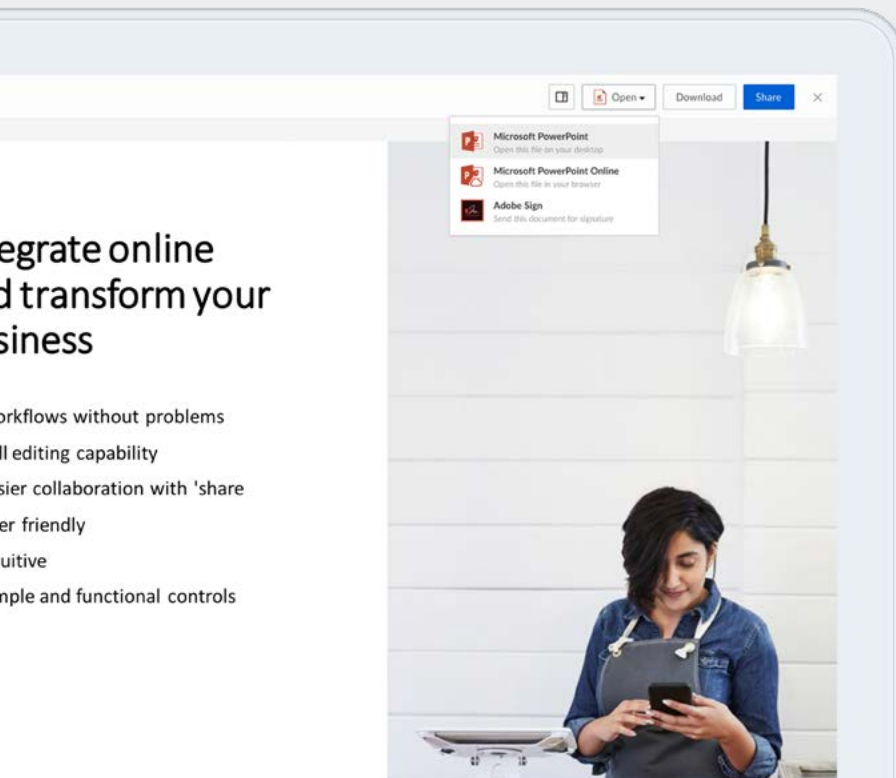 Open
Download
Share
Microsoft PowerPoint
Open this file on your desktop
Microsoft PowerPoint Online
Open this file in your browser
Adobe Sign
Send this document for signature
egrate online
d transform your
siness
orkflows without problems
ll editing capability
sier collaboration with 'share
er friendly
uitive
mple and functional controls